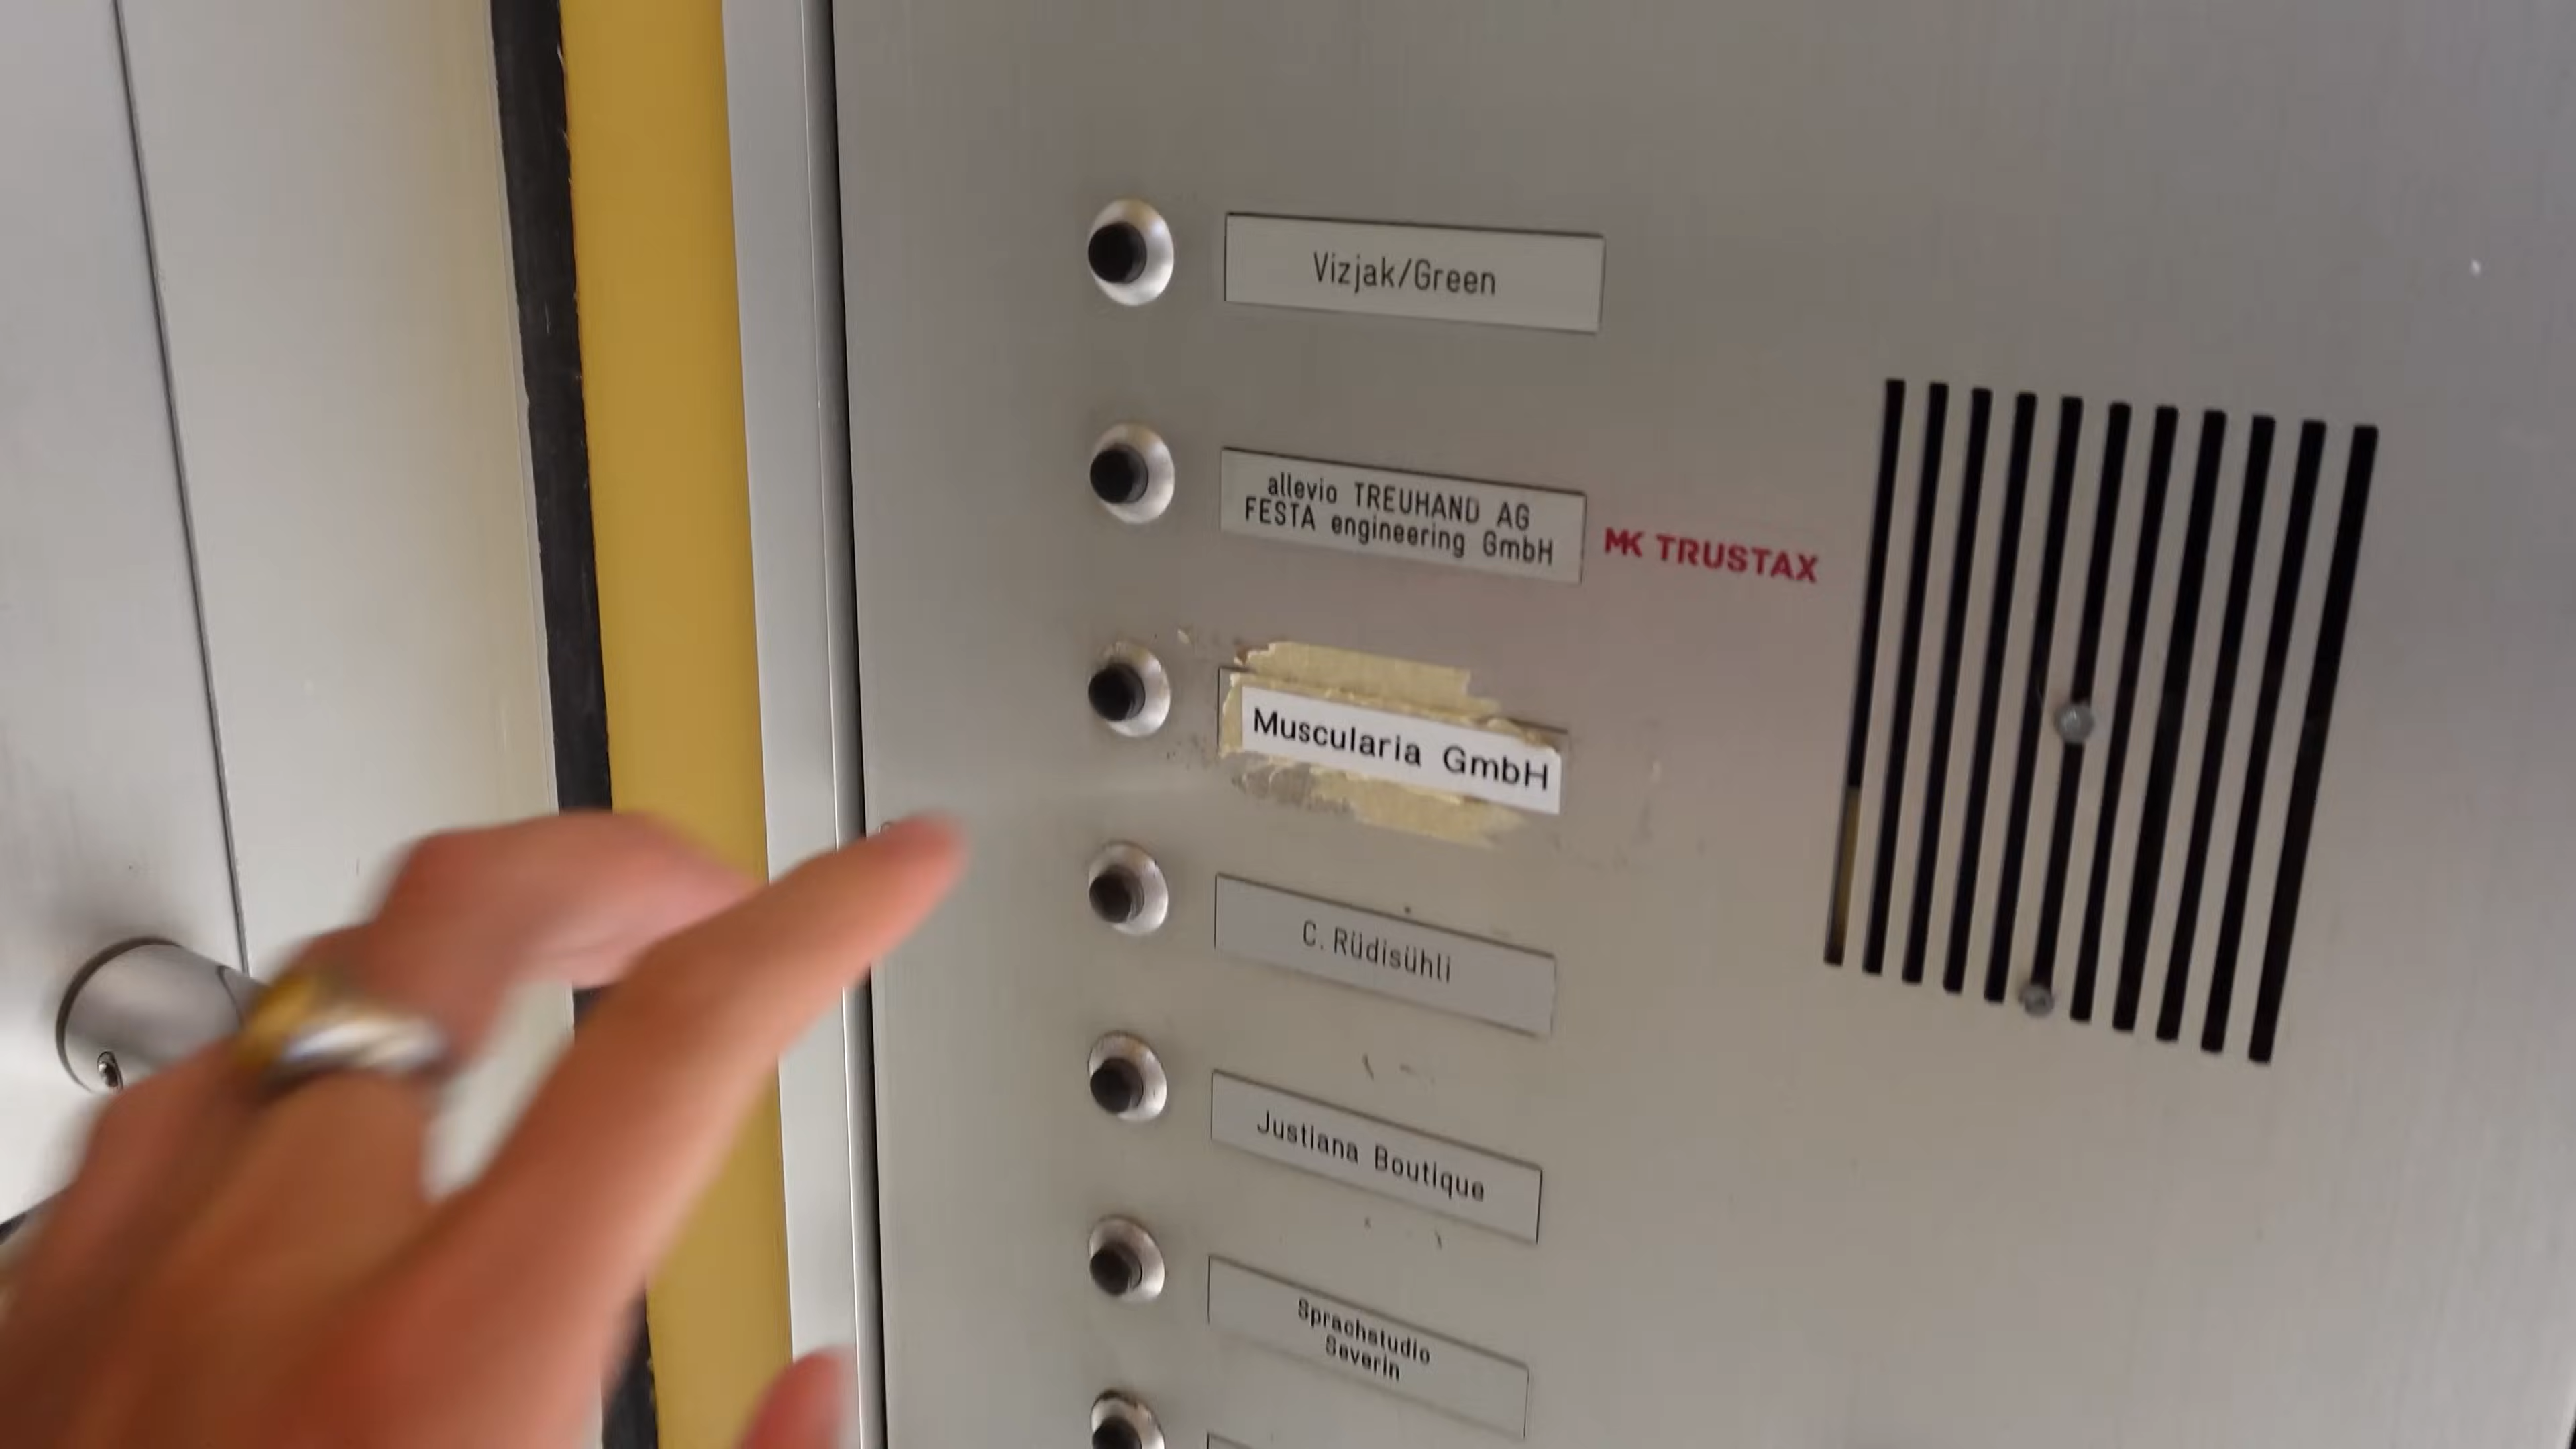 Vizjak/Green
allevio TREUHAND AG
FESTA engineering GmbH
MK TRUSTAX
Muscularia GmbH
C. Rüdisühli
Justiana Boutique
Sprachstudio
Severin